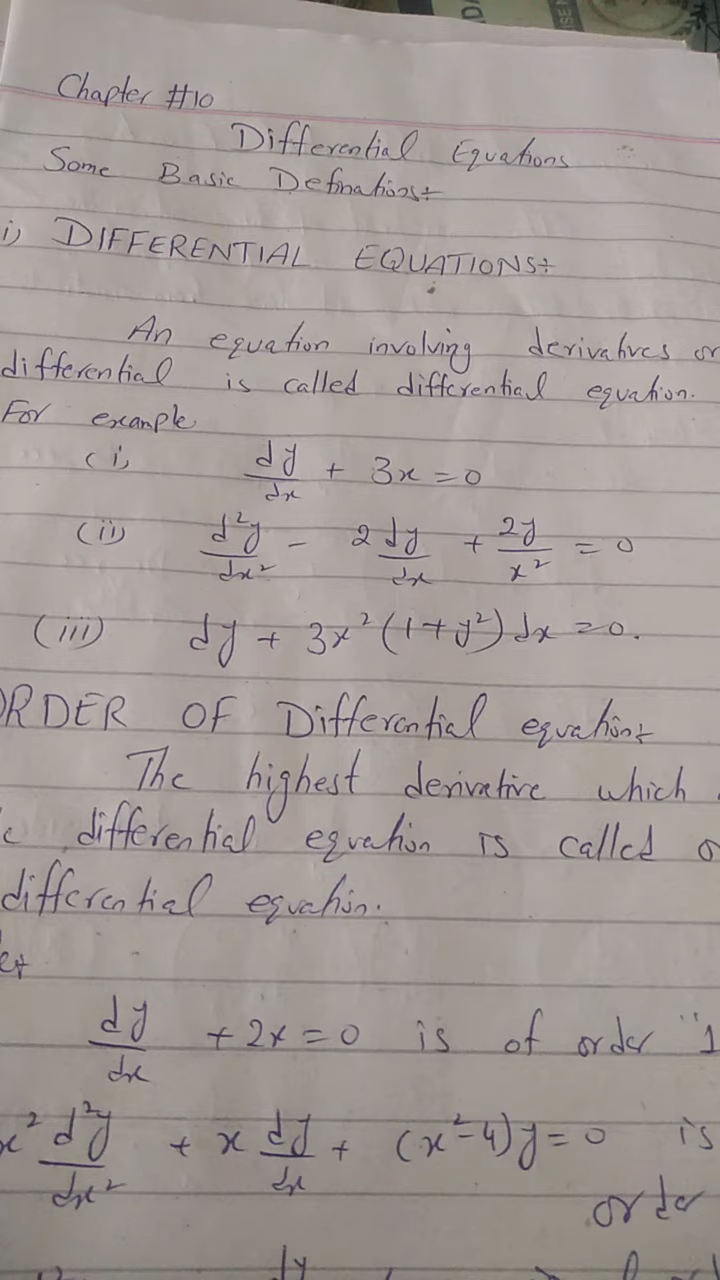 Chapter #10
Differential Equations
Some Basic Definations:
i) DIFFERENTIAL EQUATIONS:
An equation involving derivatives or
differential is called differential equation.
For example
(i) dy/dx + 3x = 0
(ii) d²y/dx² - 2dy/dx + 2y/x² = 0
(iii) dy + 3x²(1+y²)dx = 0.
ORDER OF Differential equation:
The highest derivative which
differential equation is called
differential equation.
dy/dx + 2x = 0 is of order "1
x² d²y/dx² + x dy/dx + (x²-4)y = 0 is
order
dy